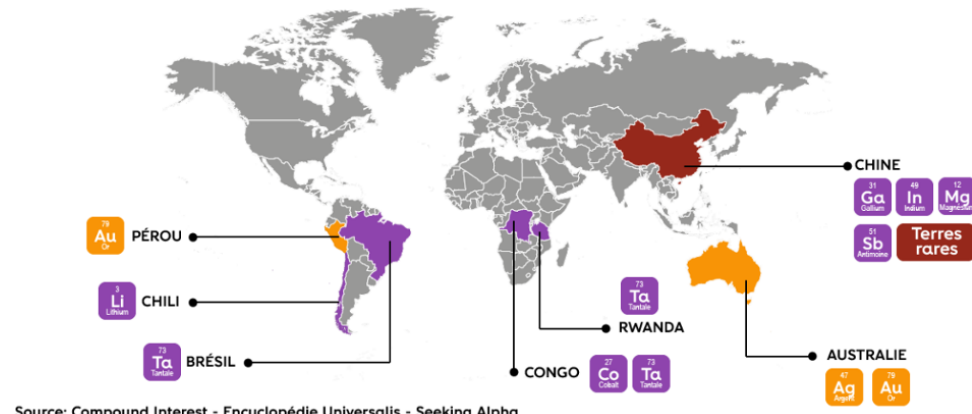 CHINE
31
Ga
Gallium
49
In
Indium
12
Mg
Magnésium
51
Sb
Antimoine
Terres
rares
79
Au
Or
PÉROU
3
Li
Lithium
CHILI
73
Ta
Tantale
BRÉSIL
73
Ta
Tantale
RWANDA
CONGO
27
Co
Cobalt
73
Ta
Tantale
AUSTRALIE
47
Ag
Argent
79
Au
Or
Source: Compound Interest - Encyclopédie Universalis - Seeking Alpha